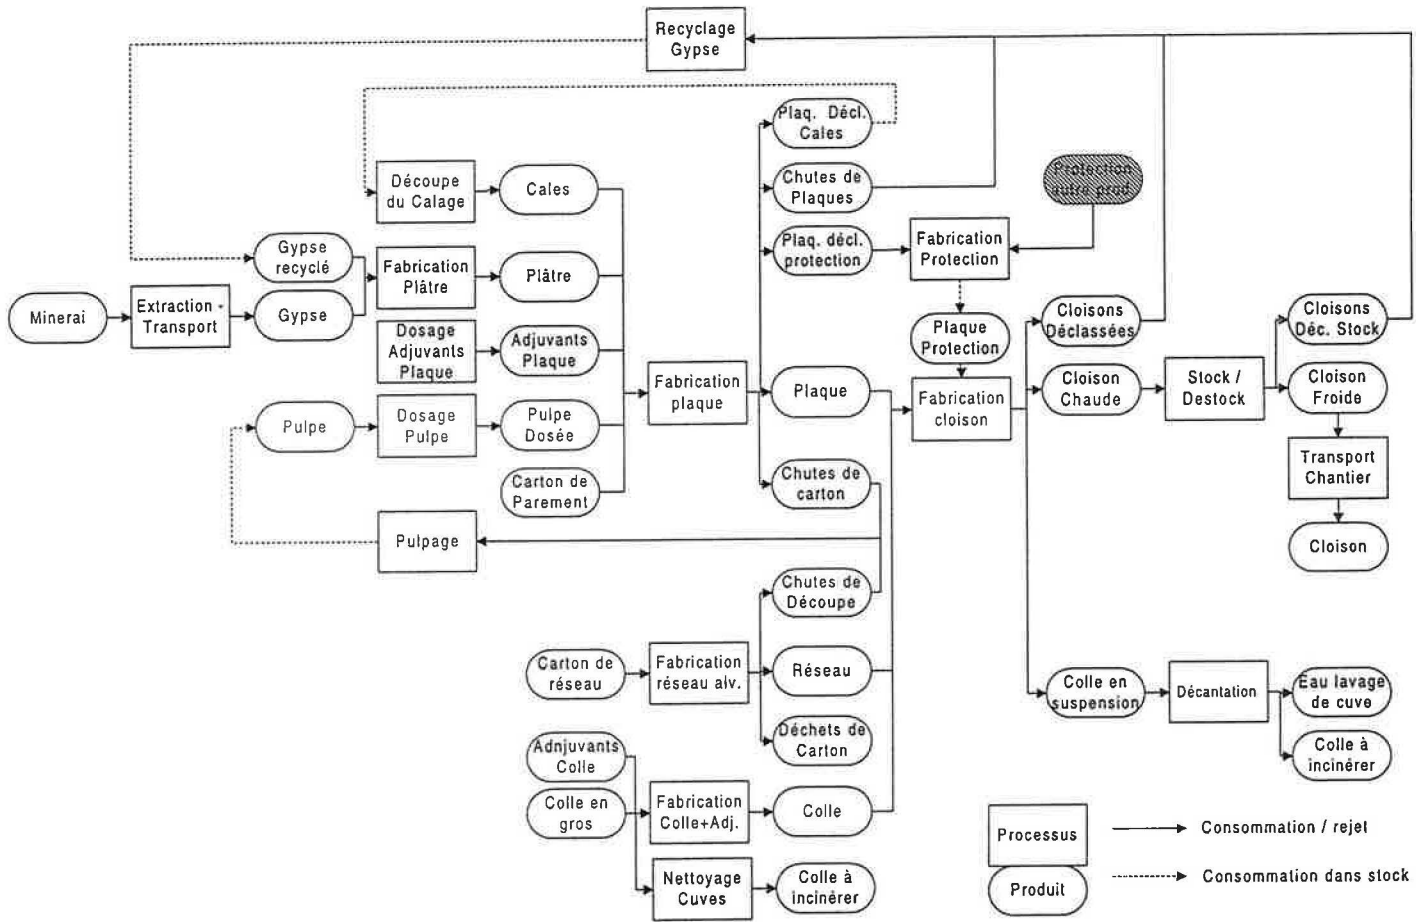 Recyclage
Gypse
Plaq. Décl.
Cales
Chutes de
Plaques
Protection
autre prod.
Découpe
du Calage
Cales
Plaq. décl.
protection
Fabrication
Protection
Gypse
recyclé
Fabrication
Plâtre
Plâtre
Minerai
Extraction -
Transport
Gypse
Dosage
Adjuvants
Plaque
Adjuvants
Plaque
Plaque
Protection
Cloisons
Déclassées
Cloisons
Déc. Stock
Fabrication
plaque
Plaque
Fabrication
cloison
Cloison
Chaude
Stock /
Destock
Cloison
Froide
Pulpe
Dosage
Pulpe
Pulpe
Dosée
Carton de
Parement
Chutes de
carton
Transport
Chantier
Pulpage
Cloison
Chutes de
Découpe
Carton de
réseau
Fabrication
réseau alv.
Réseau
Colle en
suspension
Décantation
Eau lavage
de cuve
Déchets de
Carton
Colle à
incinérer
Adnjuvants
Colle
Colle en
gros
Fabrication
Colle+Adj.
Colle
Nettoyage
Cuves
Colle à
incinérer
Processus
Consommation / rejet
Produit
Consommation dans stock